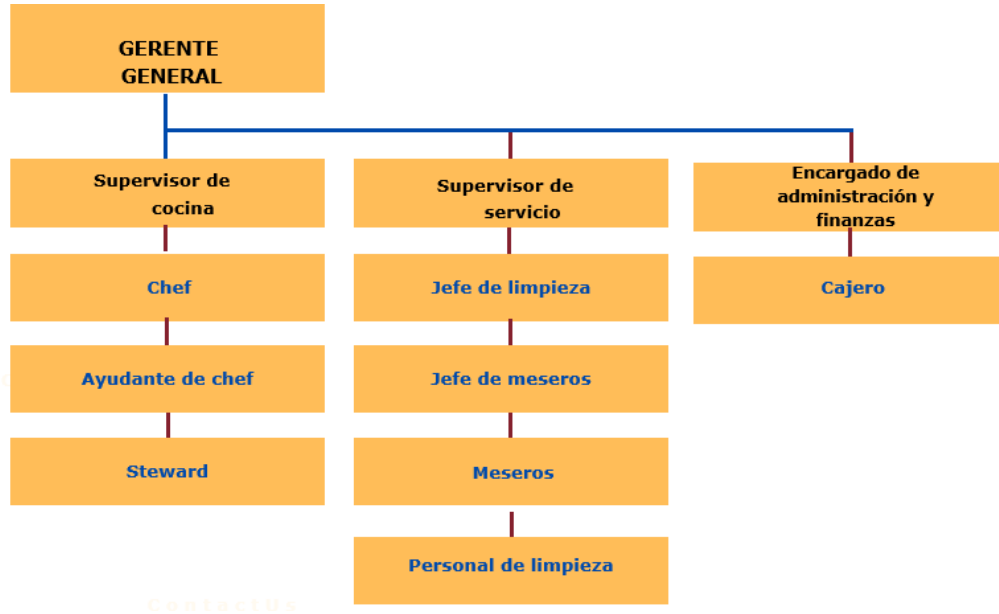 GERENTE
GENERAL
Supervisor de
cocina
Supervisor de
servicio
Encargado de
administración y
finanzas
Chef
Jefe de limpieza
Cajero
Ayudante de chef
Jefe de meseros
Steward
Meseros
Personal de limpieza
ContactUs